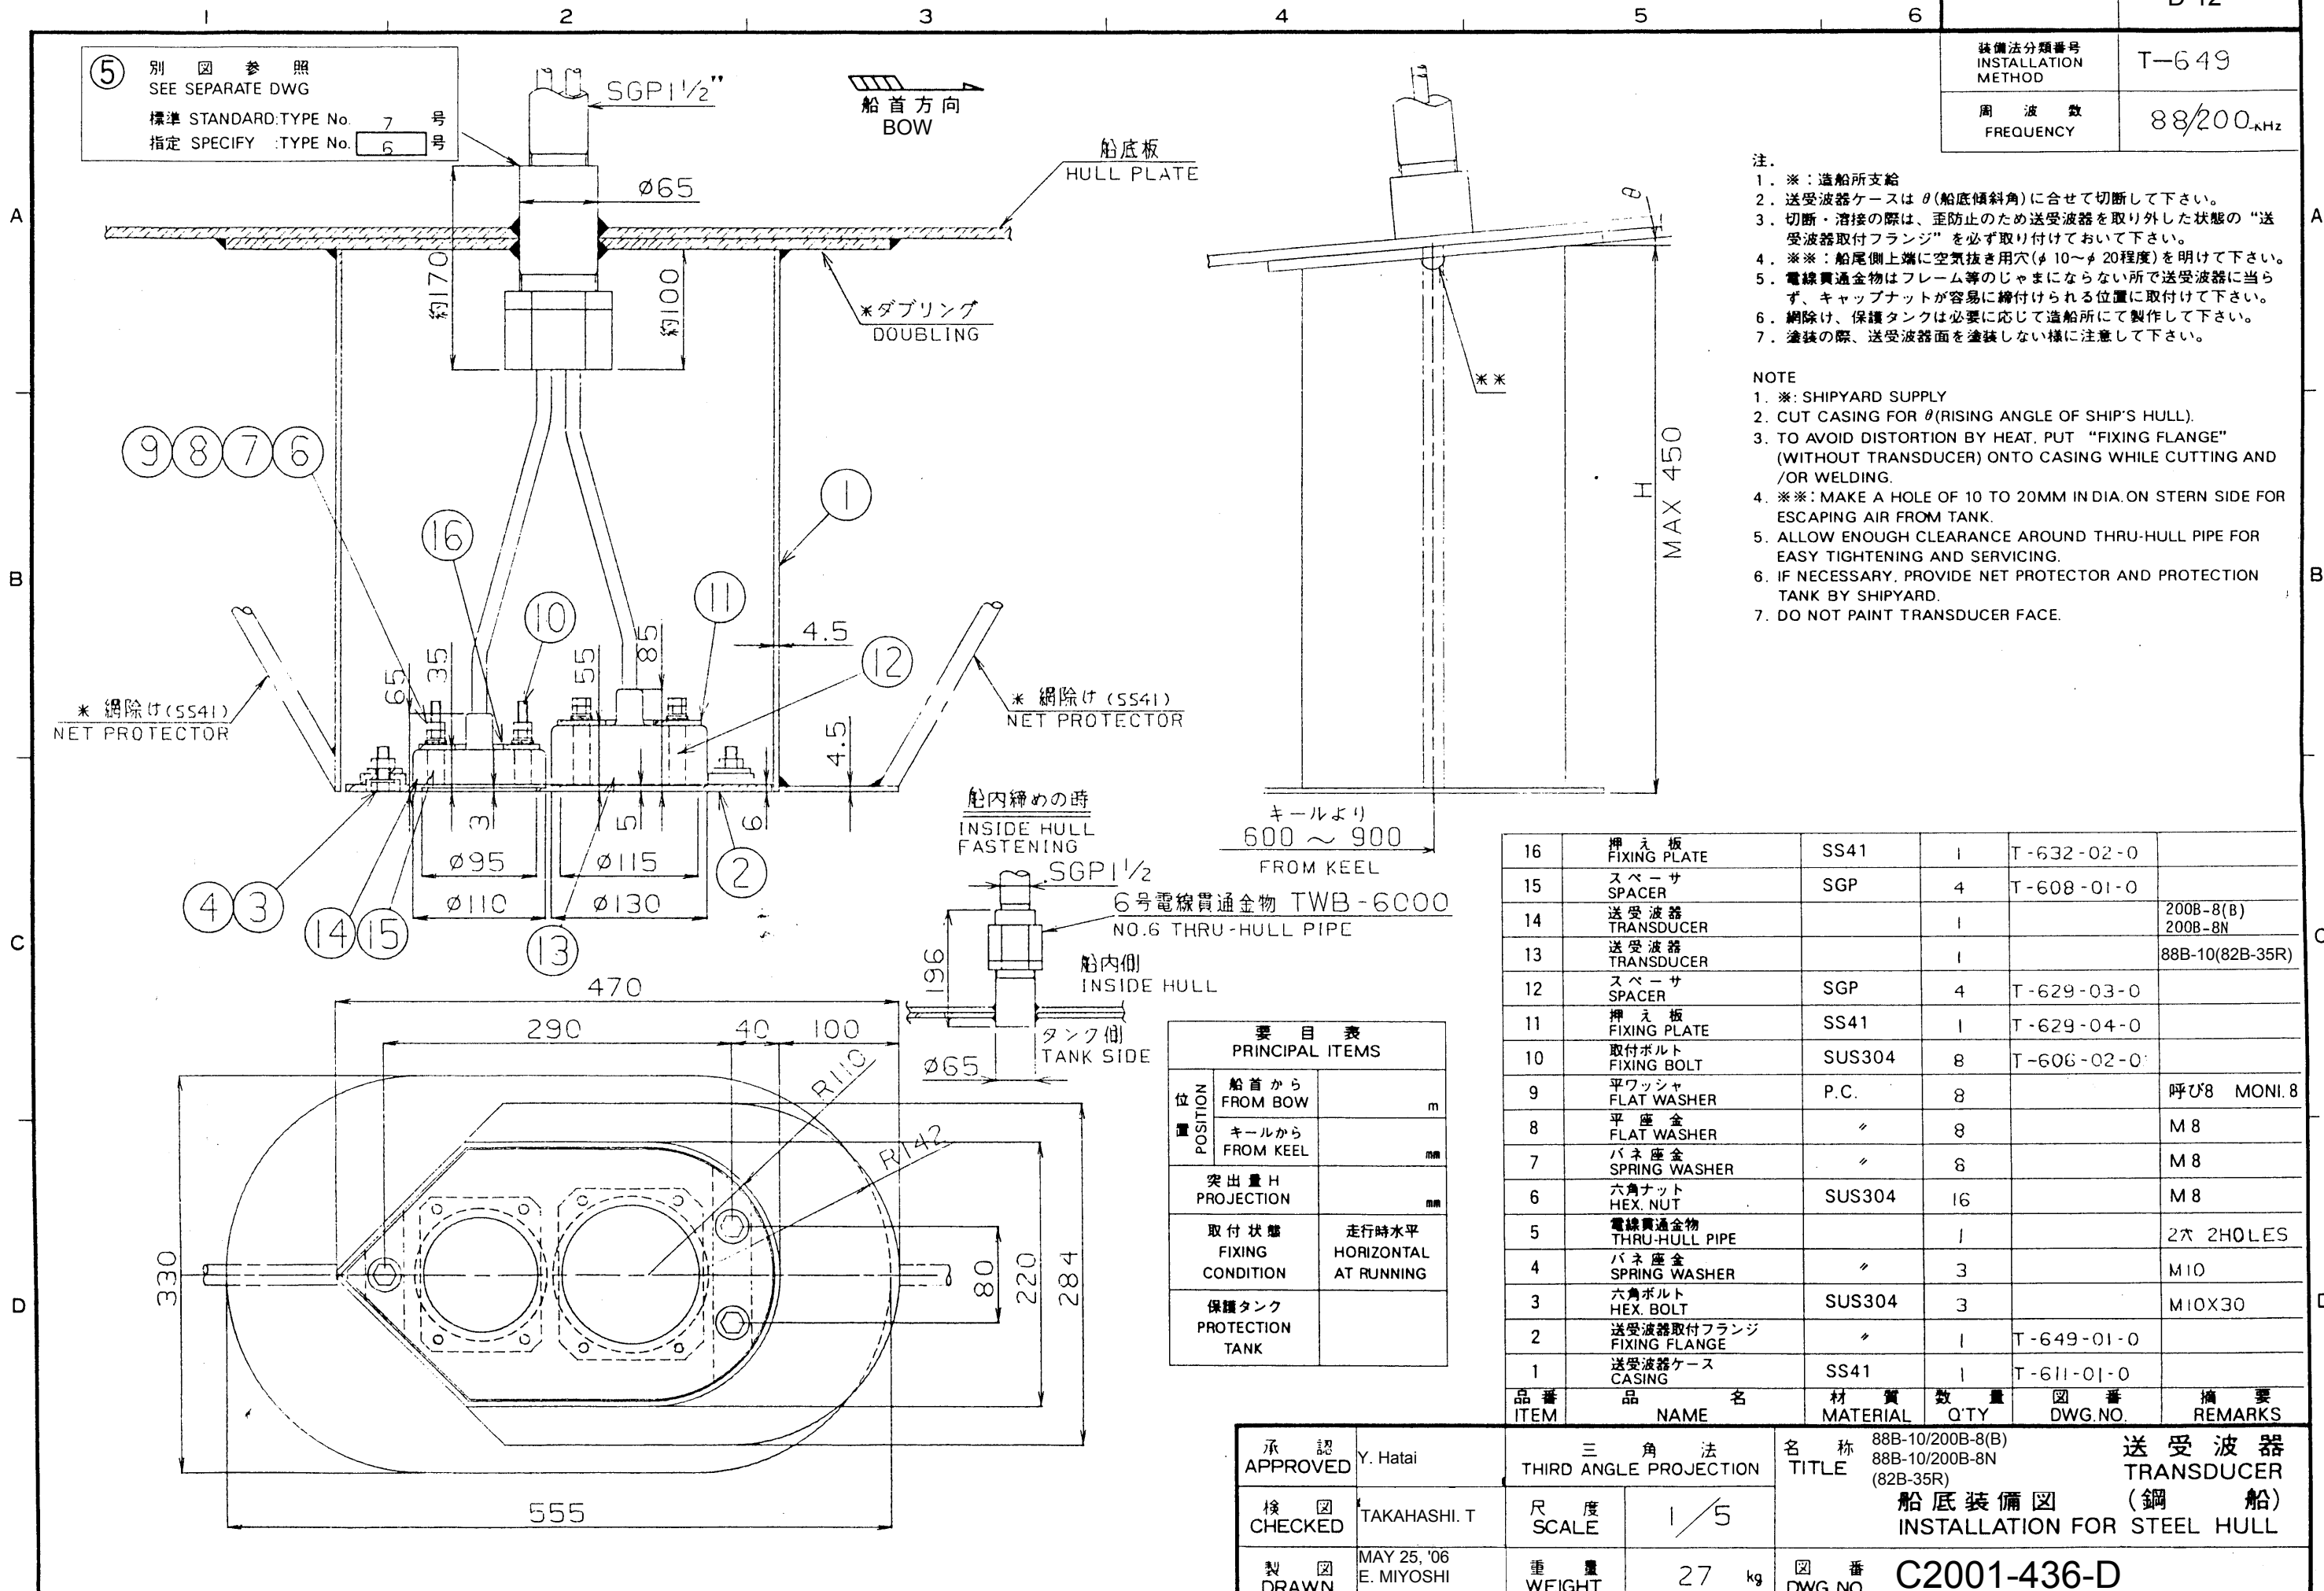 1 2 3 4 5 6
D-12
装備法分類番号
INSTALLATION
METHOD
T-649
周 波 数
FREQUENCY
88/200 kHz
⑤ 別 図 参 照
SEE SEPARATE DWG
標準 STANDARD:TYPE No. 7 号
指定 SPECIFY :TYPE No. 6 号
SGP1 1/2"
船首方向
BOW
船底板
HULL PLATE
ø65
約170
約100
*ダブリング
DOUBLING
θ
**
H
MAX 450
注.
1. ※:造船所支給
2. 送受波器ケースは θ(船底傾斜角)に合せて切断して下さい。
3. 切断・溶接の際は、歪防止のため送受波器を取り外した状態の “送
受波器取付フランジ” を必ず取り付けておいて下さい。
4. ※※:船尾側上端に空気抜き用穴(φ 10~φ 20程度)を明けて下さい。
5. 電線貫通金物はフレーム等のじゃまにならない所で送受波器に当ら
ず、キャップナットが容易に締付けられる位置に取付けて下さい。
6. 網除け、保護タンクは必要に応じて造船所にて製作して下さい。
7. 塗装の際、送受波器面を塗装しない様に注意して下さい。
NOTE
1. ※: SHIPYARD SUPPLY
2. CUT CASING FOR θ(RISING ANGLE OF SHIP'S HULL).
3. TO AVOID DISTORTION BY HEAT, PUT “FIXING FLANGE”
(WITHOUT TRANSDUCER) ONTO CASING WHILE CUTTING AND
/OR WELDING.
4. ※※: MAKE A HOLE OF 10 TO 20MM IN DIA. ON STERN SIDE FOR
ESCAPING AIR FROM TANK.
5. ALLOW ENOUGH CLEARANCE AROUND THRU-HULL PIPE FOR
EASY TIGHTENING AND SERVICING.
6. IF NECESSARY, PROVIDE NET PROTECTOR AND PROTECTION
TANK BY SHIPYARD.
7. DO NOT PAINT TRANSDUCER FACE.
A
B
C
D
A
B
C
D
9 8 7 6
16
10
11
1
12
65
35
55
85
4.5
4.5
* 網除け(SS41)
NET PROTECTOR
* 網除け(SS41)
NET PROTECTOR
3
5
6
ø95
ø115
ø110
ø130
4 3
14 15
13
2
船内締めの時
INSIDE HULL
FASTENING
SGP1 1/2
6号電線貫通金物 TWB-6000
NO.6 THRU-HULL PIPE
196
船内側
INSIDE HULL
タンク側
TANK SIDE
ø65
キールより
600 ~ 900
FROM KEEL
470
290 40 100
R110
R142
330
80
220
284
555
要 目 表
PRINCIPAL ITEMS
位置 POSITION
船首から
FROM BOW m
キールから
FROM KEEL mm
突出量H
PROJECTION mm
取付状態
FIXING
CONDITION
走行時水平
HORIZONTAL
AT RUNNING
保護タンク
PROTECTION
TANK
16 押え板 FIXING PLATE SS41 1 T-632-02-0
15 スペーサ SPACER SGP 4 T-608-01-0
14 送受波器 TRANSDUCER 1 200B-8(B) 200B-8N
13 送受波器 TRANSDUCER 1 88B-10(82B-35R)
12 スペーサ SPACER SGP 4 T-629-03-0
11 押え板 FIXING PLATE SS41 1 T-629-04-0
10 取付ボルト FIXING BOLT SUS304 8 T-606-02-0
9 平ワッシャ FLAT WASHER P.C. 8 呼び8 MONI.8
8 平座金 FLAT WASHER 〃 8 M8
7 バネ座金 SPRING WASHER 〃 8 M8
6 六角ナット HEX. NUT SUS304 16 M8
5 電線貫通金物 THRU-HULL PIPE 1 2穴 2HOLES
4 バネ座金 SPRING WASHER 〃 3 M10
3 六角ボルト HEX. BOLT SUS304 3 M10X30
2 送受波器取付フランジ FIXING FLANGE 〃 1 T-649-01-0
1 送受波器ケース CASING SS41 1 T-611-01-0
品番 品 名 材 質 数 量 図 番 摘 要
ITEM NAME MATERIAL Q'TY DWG.NO. REMARKS
承 認
APPROVED Y. Hatai
三 角 法
THIRD ANGLE PROJECTION
名 称
TITLE
88B-10/200B-8(B)
88B-10/200B-8N
(82B-35R)
送受波器
TRANSDUCER
船底装備図 (鋼 船)
INSTALLATION FOR STEEL HULL
検 図
CHECKED TAKAHASHI. T
尺 度
SCALE 1/5
製 図
DRAWN
MAY 25, '06
E. MIYOSHI
重 量
WEIGHT 27 kg
図 番
DWG.NO. C2001-436-D